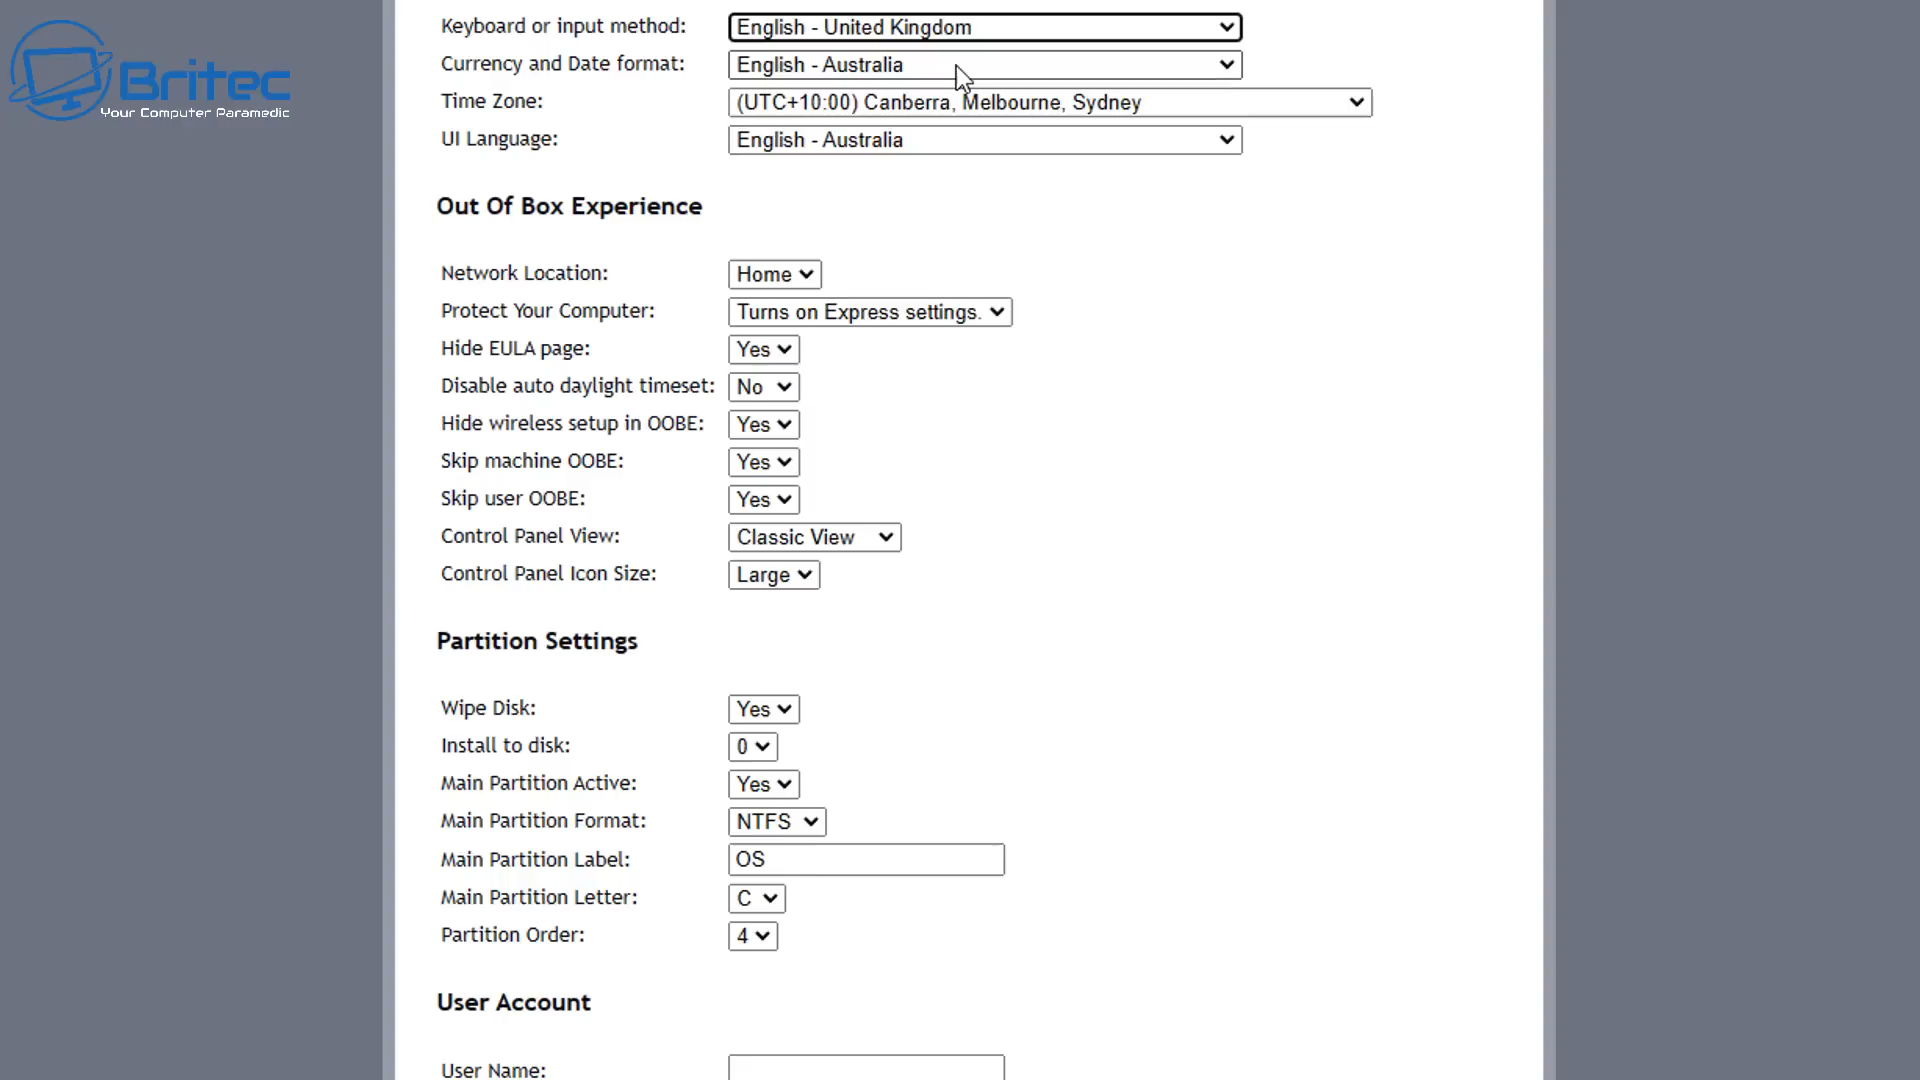 Britec
Your Computer Paramedic
Keyboard or input method: English - United Kingdom
Currency and Date format: English - Australia
Time Zone: (UTC+10:00) Canberra, Melbourne, Sydney
UI Language: English - Australia
Out Of Box Experience
Network Location: Home
Protect Your Computer: Turns on Express settings.
Hide EULA page: Yes
Disable auto daylight timeset: No
Hide wireless setup in OOBE: Yes
Skip machine OOBE: Yes
Skip user OOBE: Yes
Control Panel View: Classic View
Control Panel Icon Size: Large
Partition Settings
Wipe Disk: Yes
Install to disk: 0
Main Partition Active: Yes
Main Partition Format: NTFS
Main Partition Label: OS
Main Partition Letter: C
Partition Order: 4
User Account
User Name: